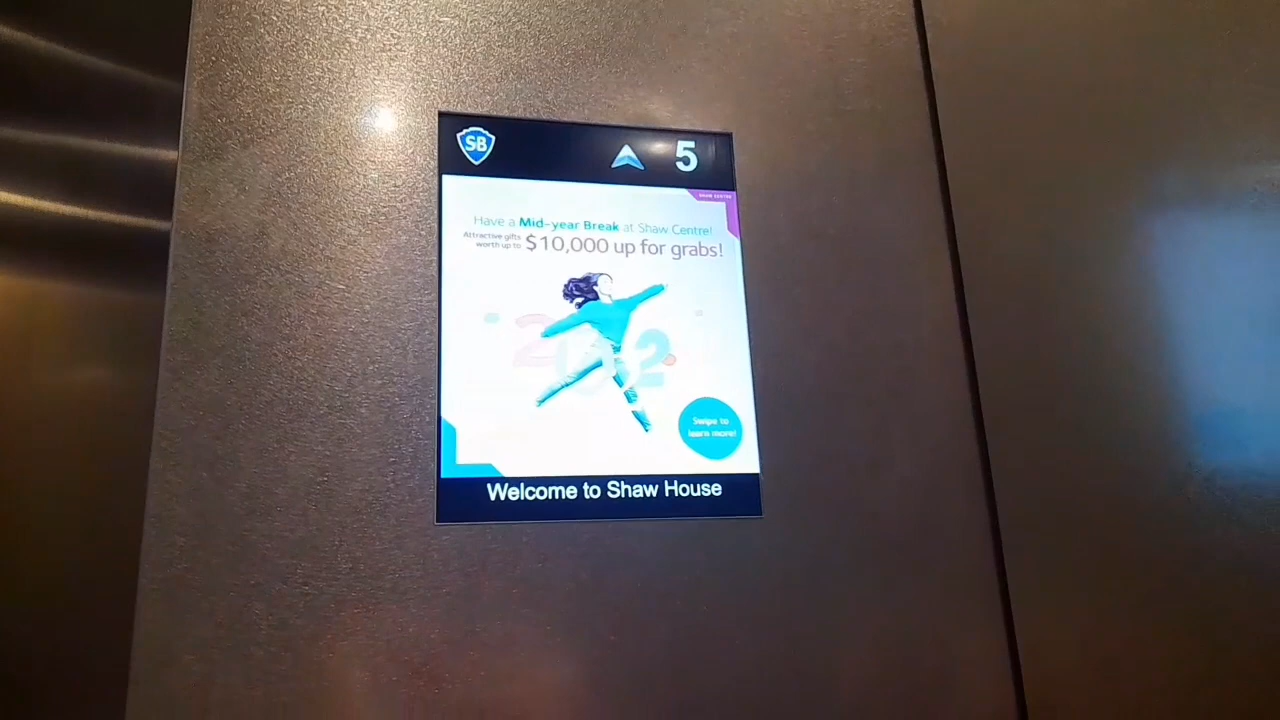 SB
5
SHAW CENTRE
Have a Mid-year Break at Shaw Centre!
Attractive gifts
worth up to $10,000 up for grabs!
Swipe to
learn more!
Welcome to Shaw House